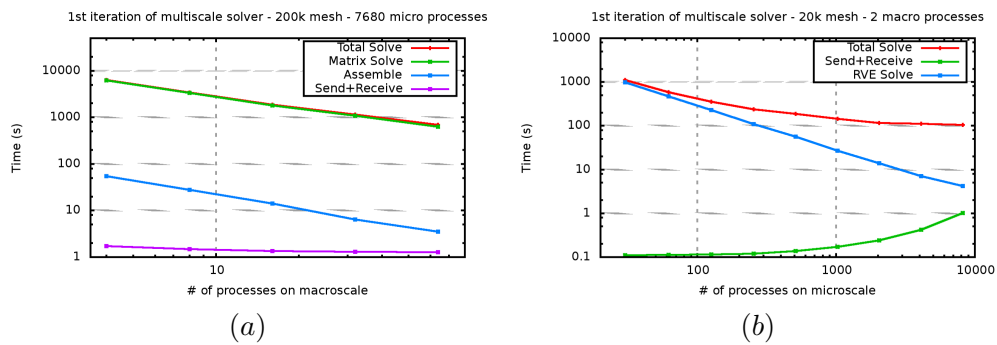 1st iteration of multiscale solver - 200k mesh - 7680 micro processes
Total Solve
Matrix Solve
Assemble
Send+Receive
10000
1000
100
10
1
Time (s)
10
# of processes on macroscale
(a)
1st iteration of multiscale solver - 20k mesh - 2 macro processes
Total Solve
Send+Receive
RVE Solve
10000
1000
100
10
1
0.1
Time (s)
100
1000
10000
# of processes on microscale
(b)